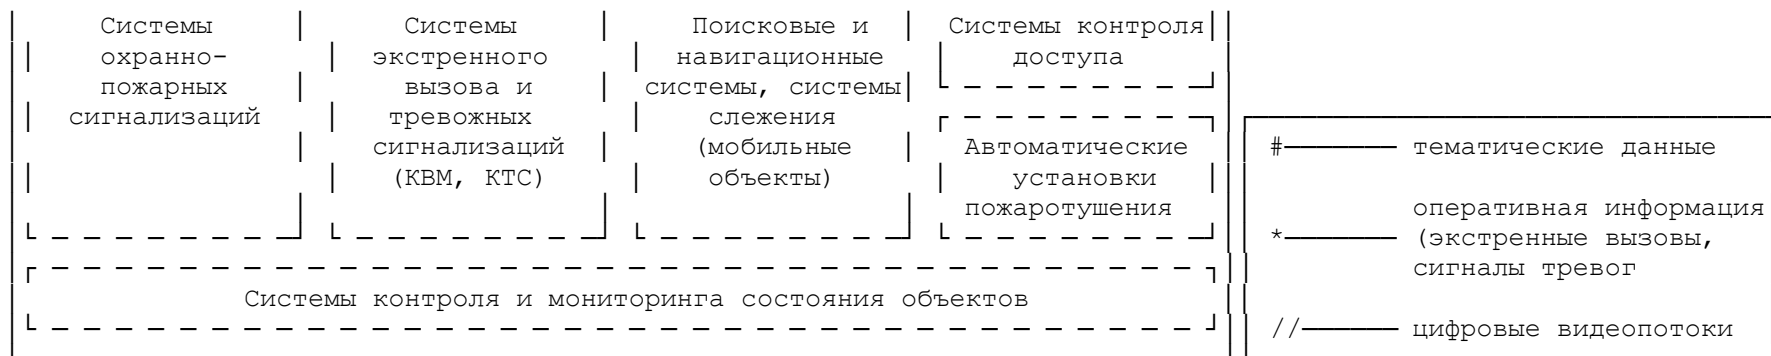 Системы
охранно-
пожарных
сигнализаций
Системы
экстренного
вызова и
тревожных
сигнализаций
(КВМ, КТС)
Поисковые и
навигационные
системы, системы
слежения
(мобильные
объекты)
Системы контроля
доступа
Автоматические
установки
пожаротушения
Системы контроля и мониторинга состояния объектов
#——————— тематические данные
оперативная информация
*——————— (экстренные вызовы,
сигналы тревог
//—————— цифровые видеопотоки